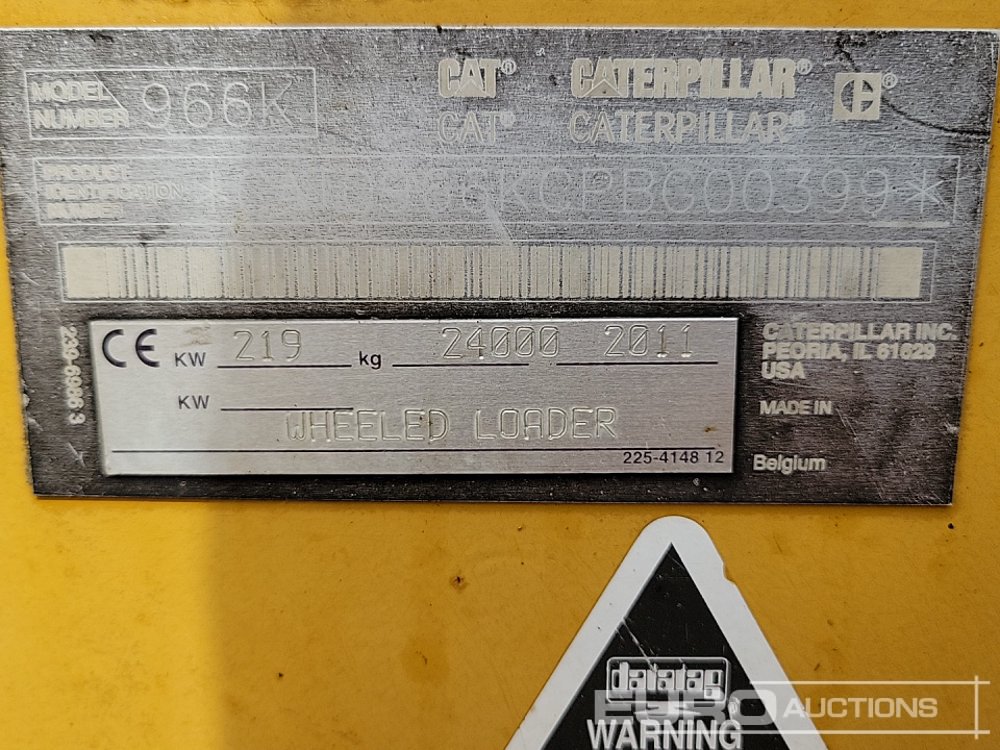 CAT® CATERPILLAR® ®
MODEL NUMBER 966K
CAT® CATERPILLAR®
PRODUCT IDENTIFICATION NUMBER
239-6986 3
CE KW 219 kg 24000 2011
KW
WHEELED LOADER
225-4148 12
CATERPILLAR INC.
PEORIA, IL 61629
USA
MADE IN
Belgium
datatag
WARNING
EURO AUCTIONS